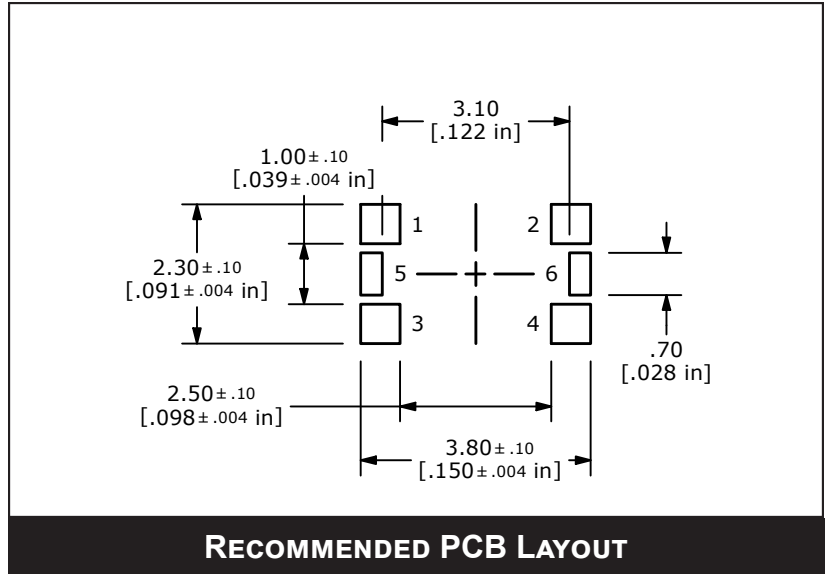 3.10
[.122 in]
1.00±.10
[.039±.004 in]
1
2
2.30±.10
[.091±.004 in]
5
6
3
4
.70
[.028 in]
2.50±.10
[.098±.004 in]
3.80±.10
[.150±.004 in]
RECOMMENDED PCB LAYOUT